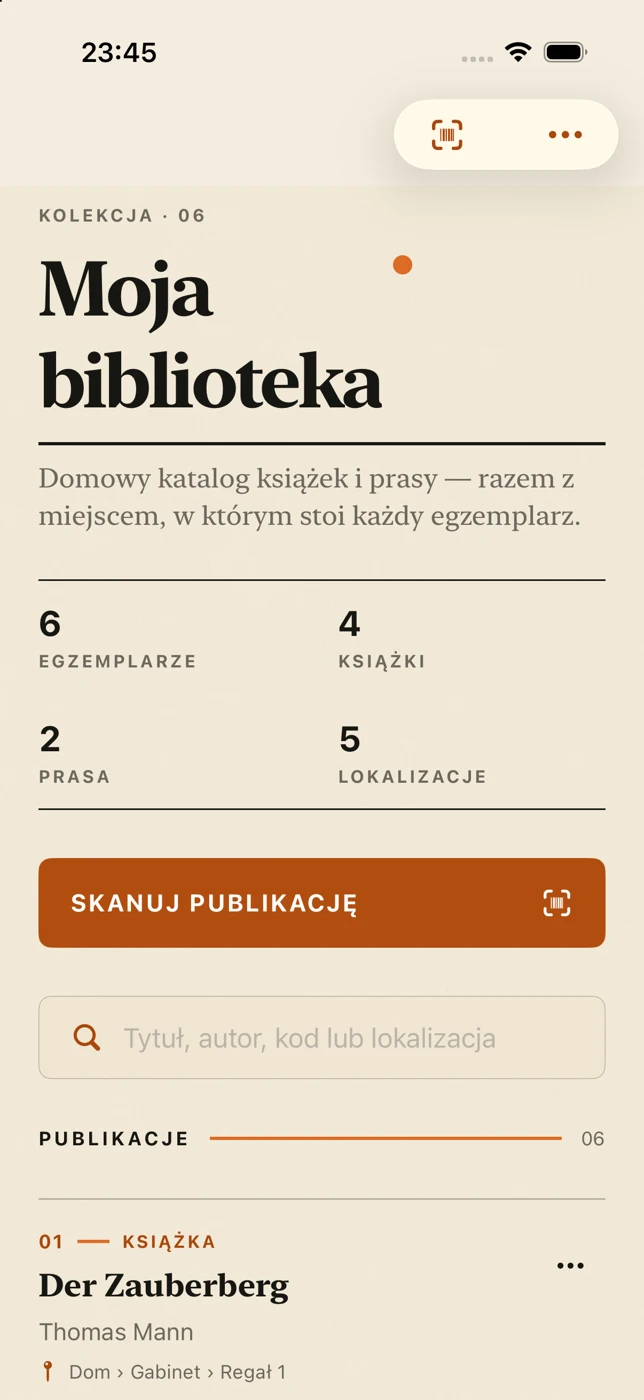 23:45
KOLEKCJA · 06
Moja
biblioteka
Domowy katalog książek i prasy — razem z
miejscem, w którym stoi każdy egzemplarz.
6
EGZEMPLARZE
4
KSIĄŻKI
2
PRASA
5
LOKALIZACJE
SKANUJ PUBLIKACJĘ
Tytuł, autor, kod lub lokalizacja
PUBLIKACJE 06
01 — KSIĄŻKA
Der Zauberberg
Thomas Mann
Dom › Gabinet › Regał 1